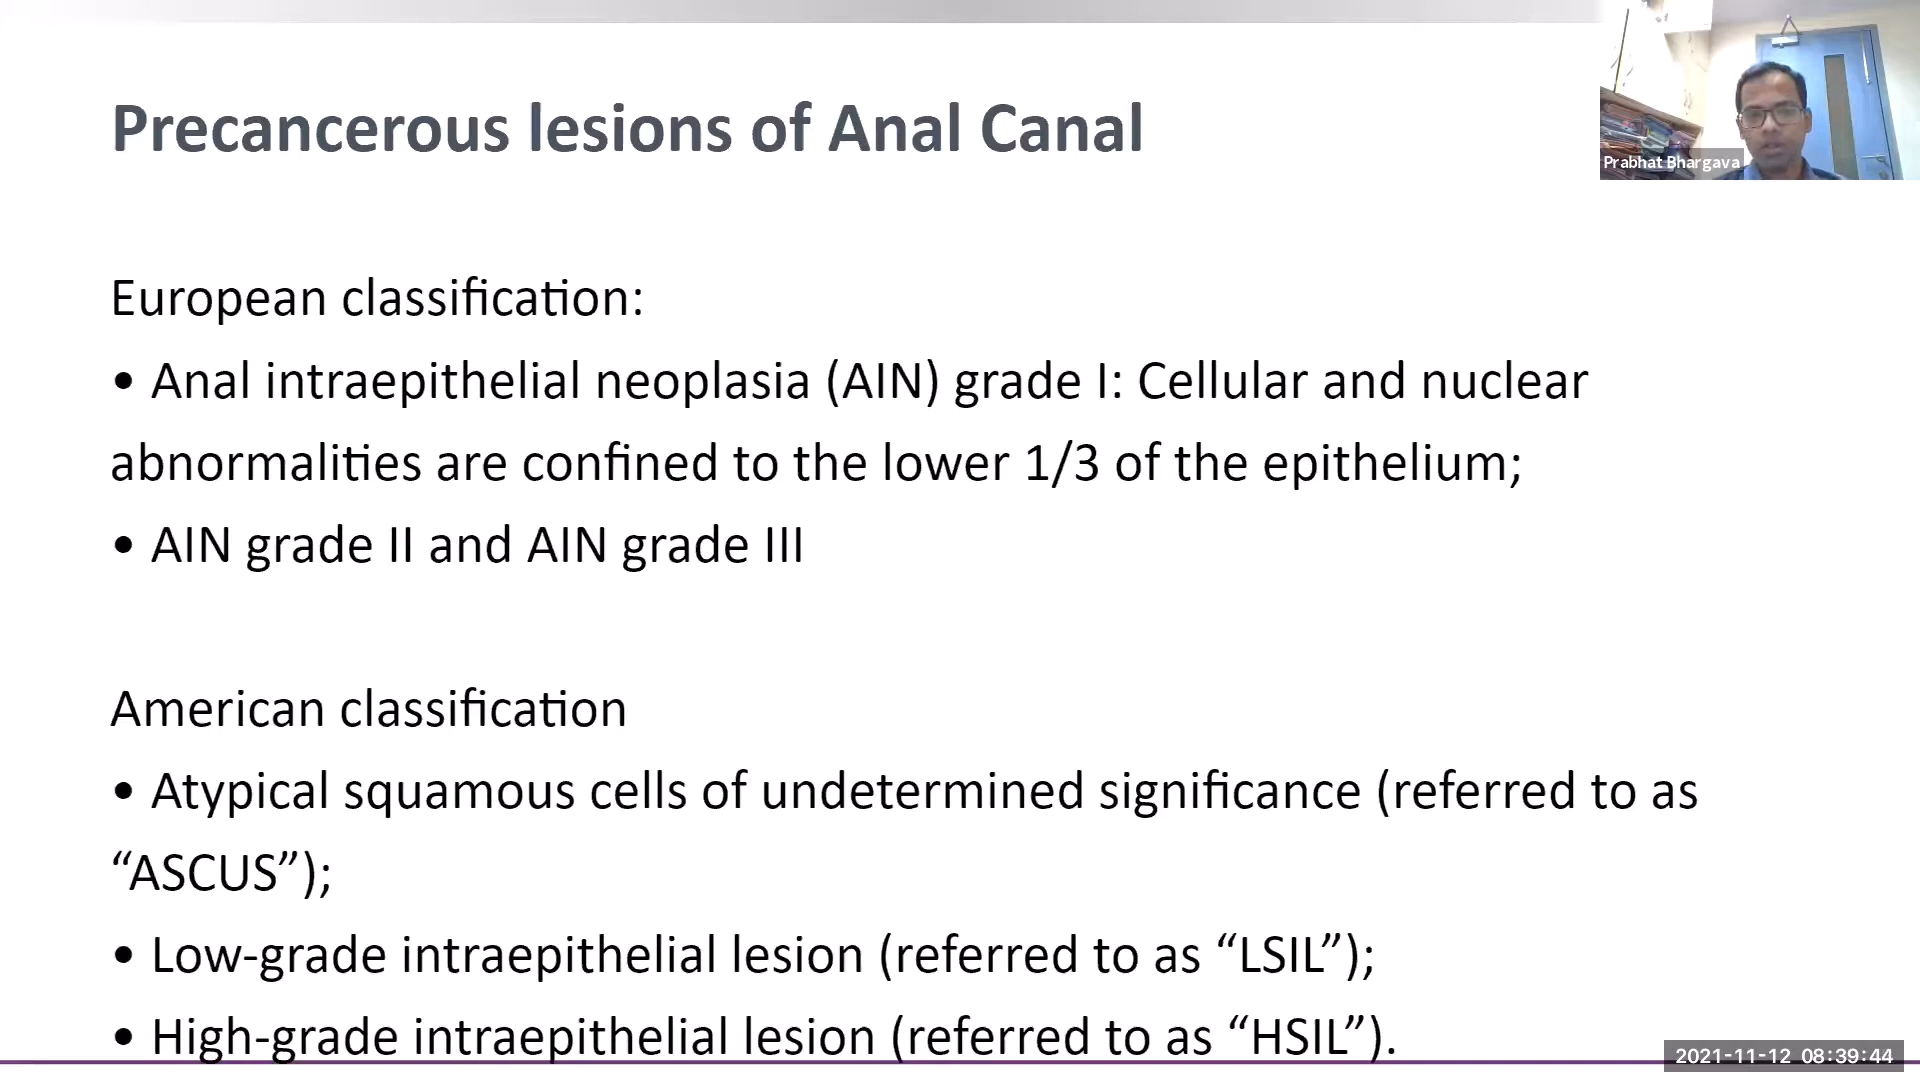 Precancerous lesions of Anal Canal
Prabhat Bhargava
European classification:
• Anal intraepithelial neoplasia (AIN) grade I: Cellular and nuclear
abnormalities are confined to the lower 1/3 of the epithelium;
• AIN grade II and AIN grade III
American classification
• Atypical squamous cells of undetermined significance (referred to as
“ASCUS”);
• Low-grade intraepithelial lesion (referred to as “LSIL”);
• High-grade intraepithelial lesion (referred to as “HSIL”).
2021-11-12 08:39:44